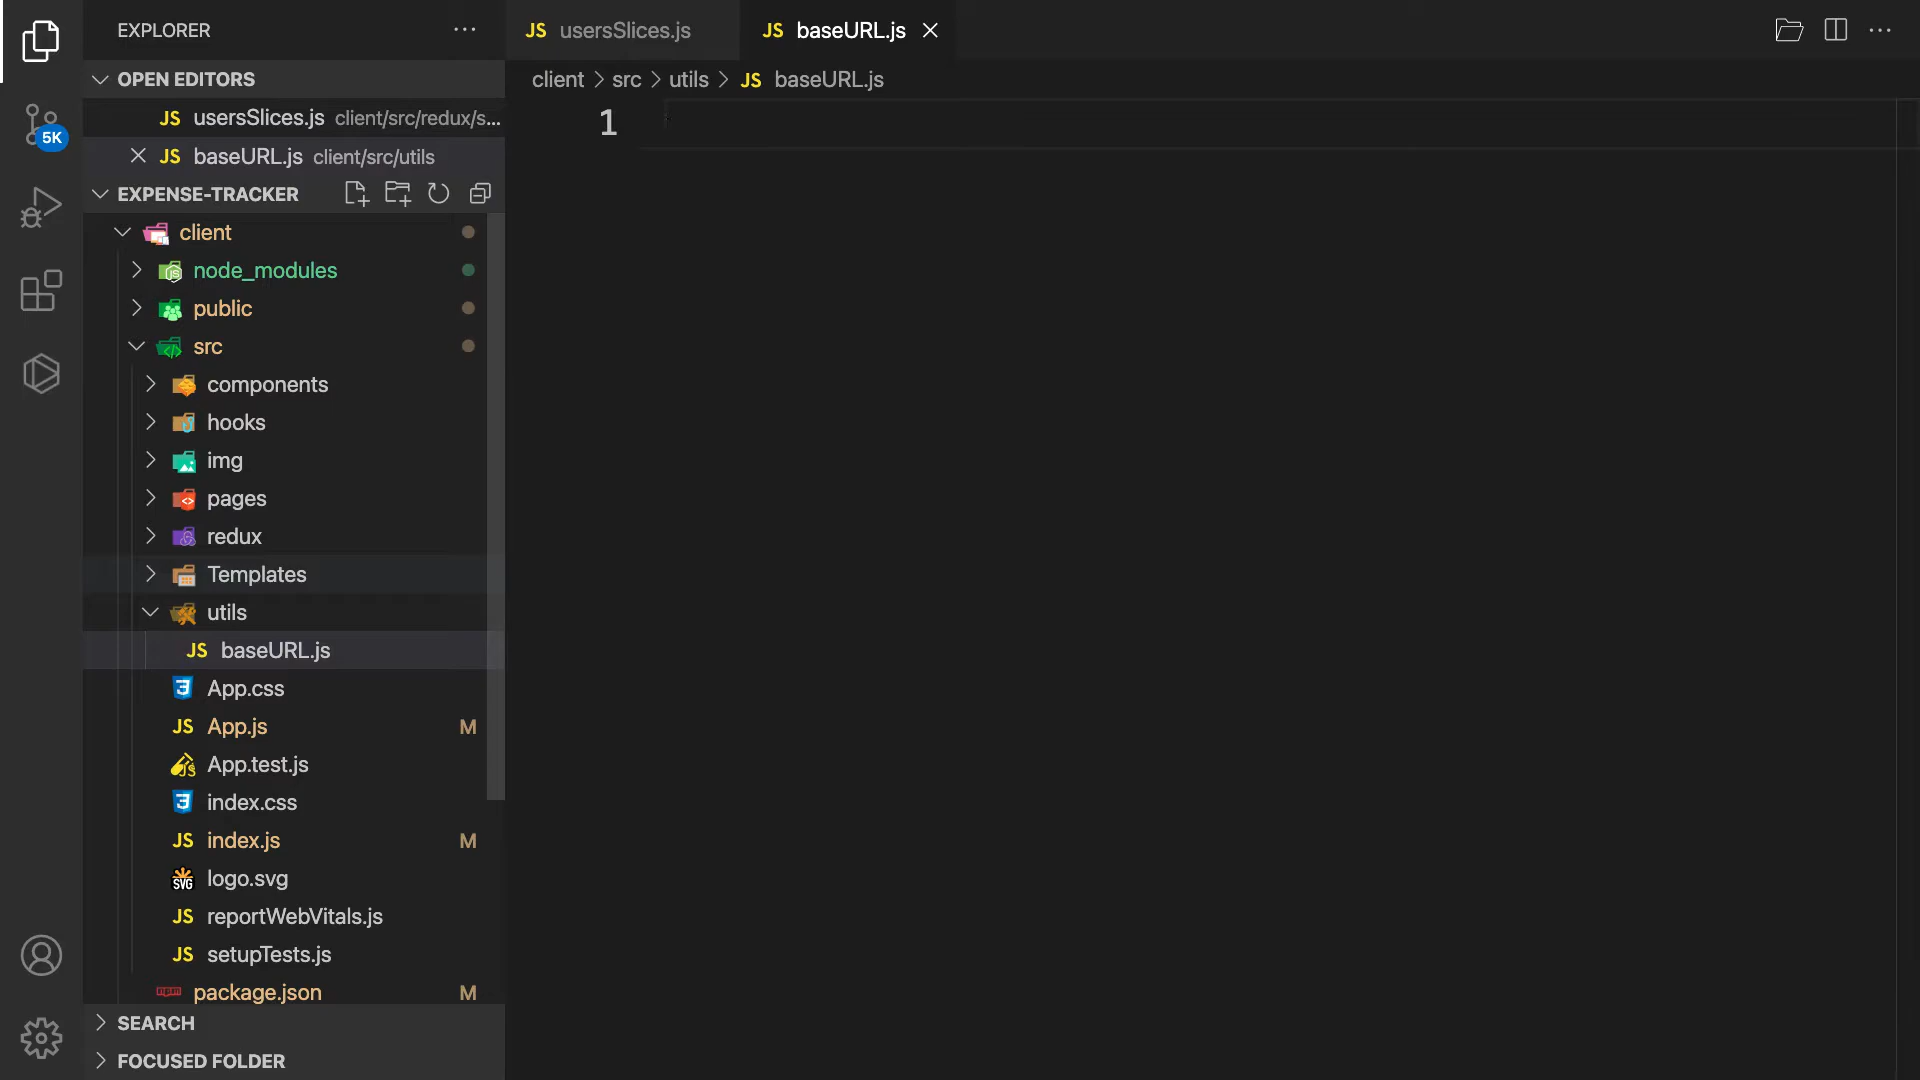 EXPLORER
JS usersSlices.js
JS baseURL.js
OPEN EDITORS
client > src > utils > JS baseURL.js
JS usersSlices.js client/src/redux/s...
1
5K
JS baseURL.js client/src/utils
EXPENSE-TRACKER
client
node_modules
public
src
components
hooks
img
pages
redux
Templates
utils
JS baseURL.js
App.css
JS App.js M
App.test.js
index.css
JS index.js M
SVG logo.svg
JS reportWebVitals.js
JS setupTests.js
npm package.json M
SEARCH
FOCUSED FOLDER